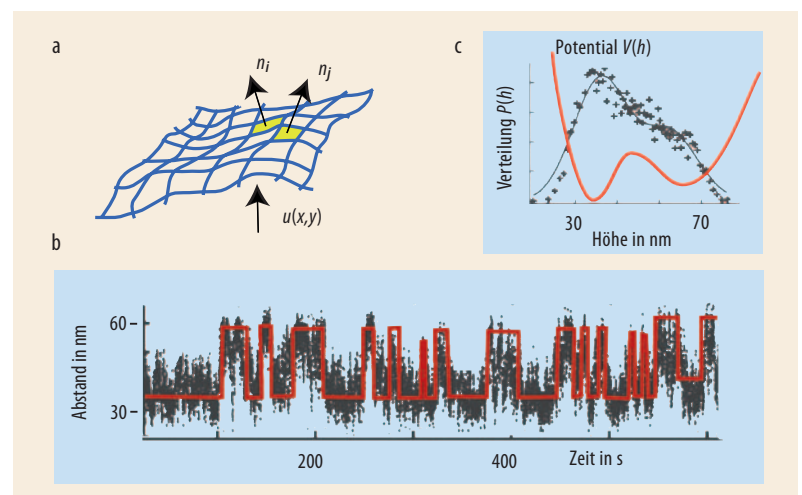 a
n_i
n_j
u(x,y)
c
Potential V(h)
Verteilung P(h)
30
70
Höhe in nm
b
60
30
Abstand in nm
200
400
Zeit in s